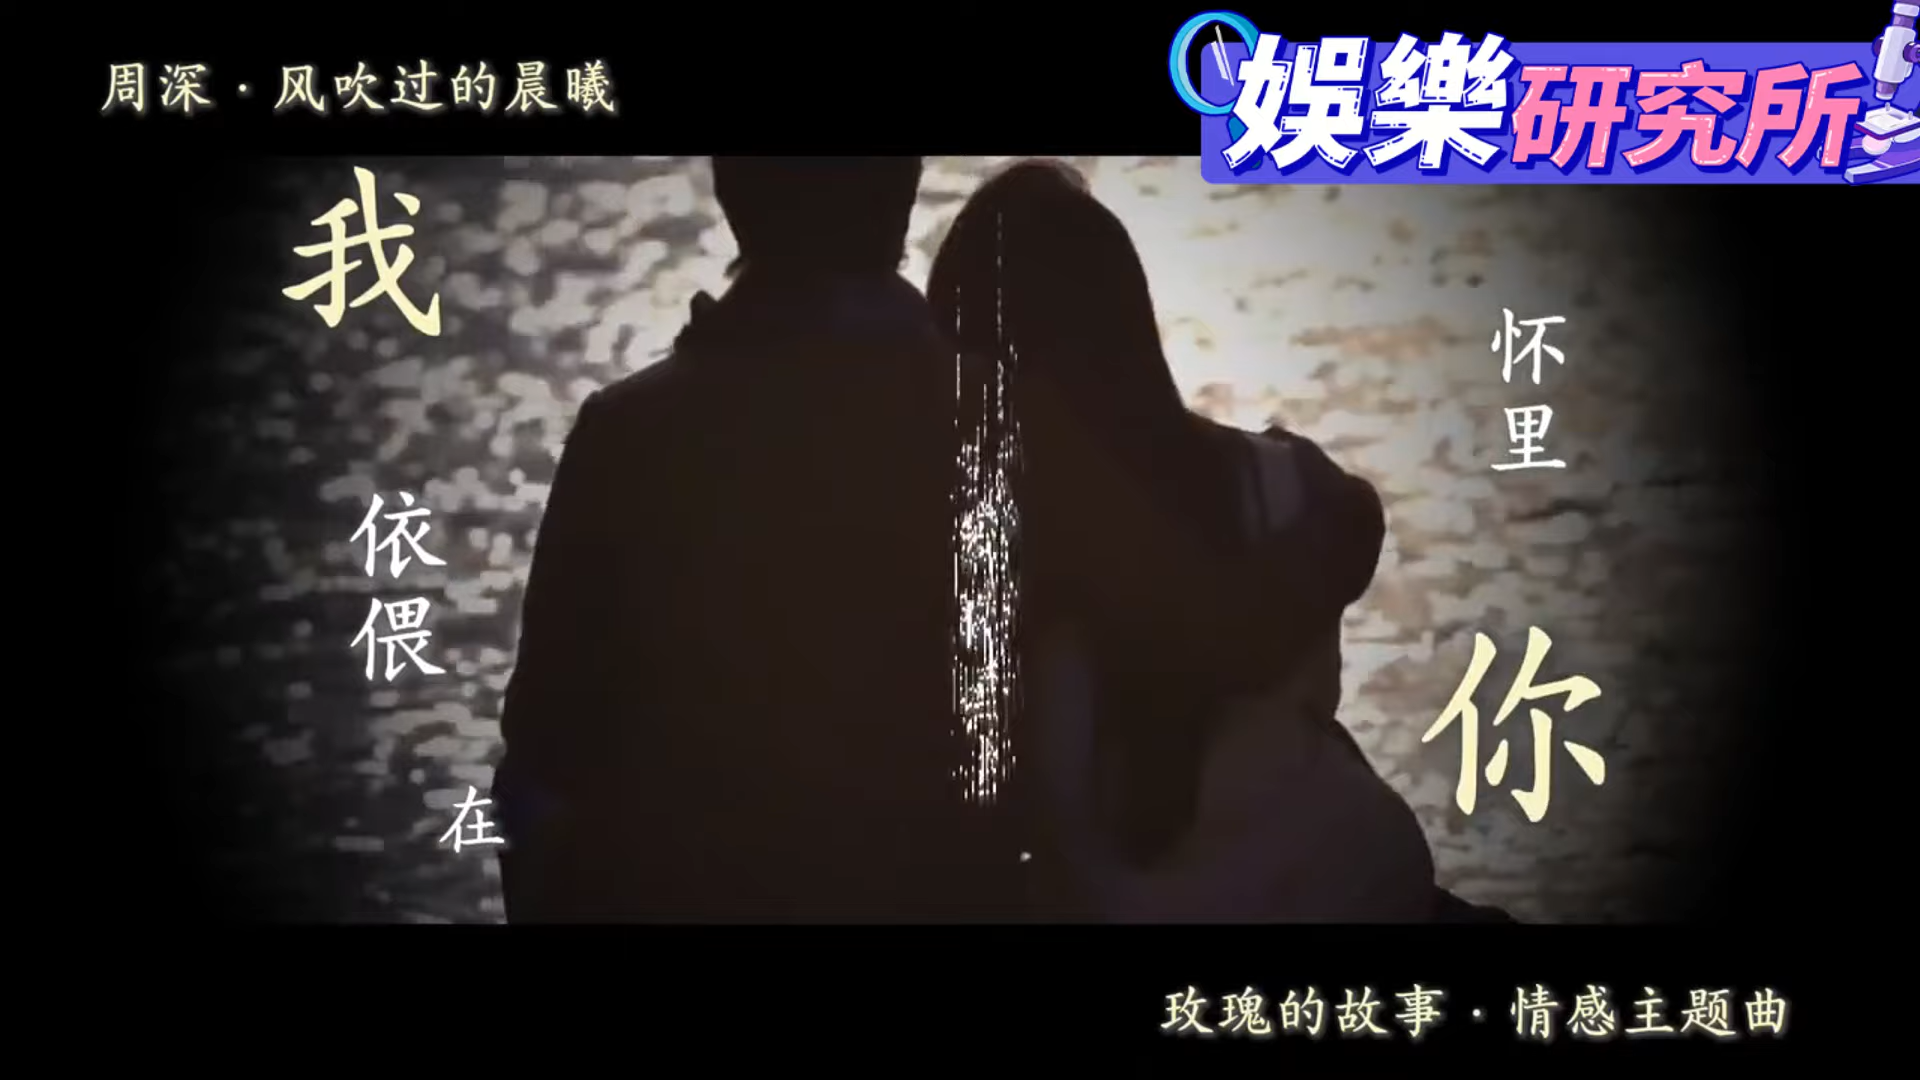 周深·风吹过的晨曦
娛樂研究所
我
依偎
在
你
怀里
玫瑰的故事·情感主题曲